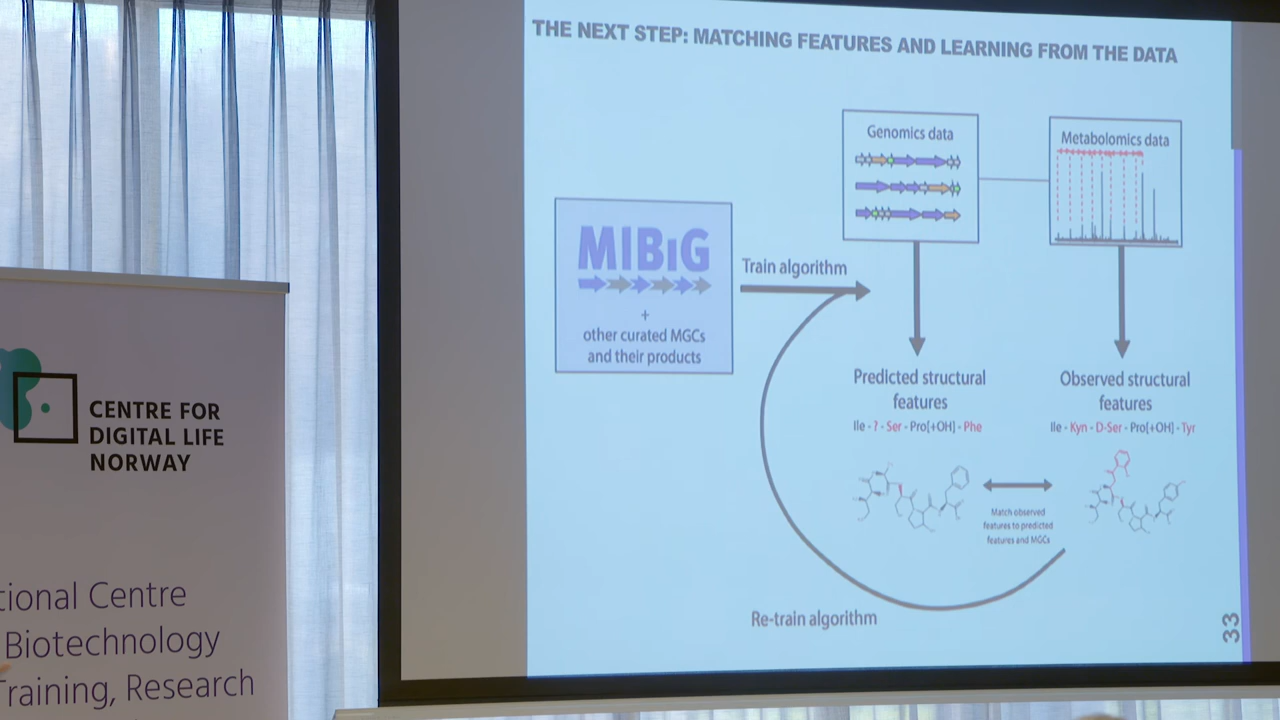 THE NEXT STEP: MATCHING FEATURES AND LEARNING FROM THE DATA
Genomics data
Metabolomics data
MIBiG
+
other curated MGCs
and their products
Train algorithm
Predicted structural
features
Ile - ? - Ser - Pro[+OH] - Phe
Observed structural
features
Ile - Kyn - D-Ser - Pro[+OH] - Tyr
Match observed
features to predicted
features and MGCs
Re-train algorithm
33
CENTRE FOR
DIGITAL LIFE
NORWAY
tional Centre
Biotechnology
Training, Research